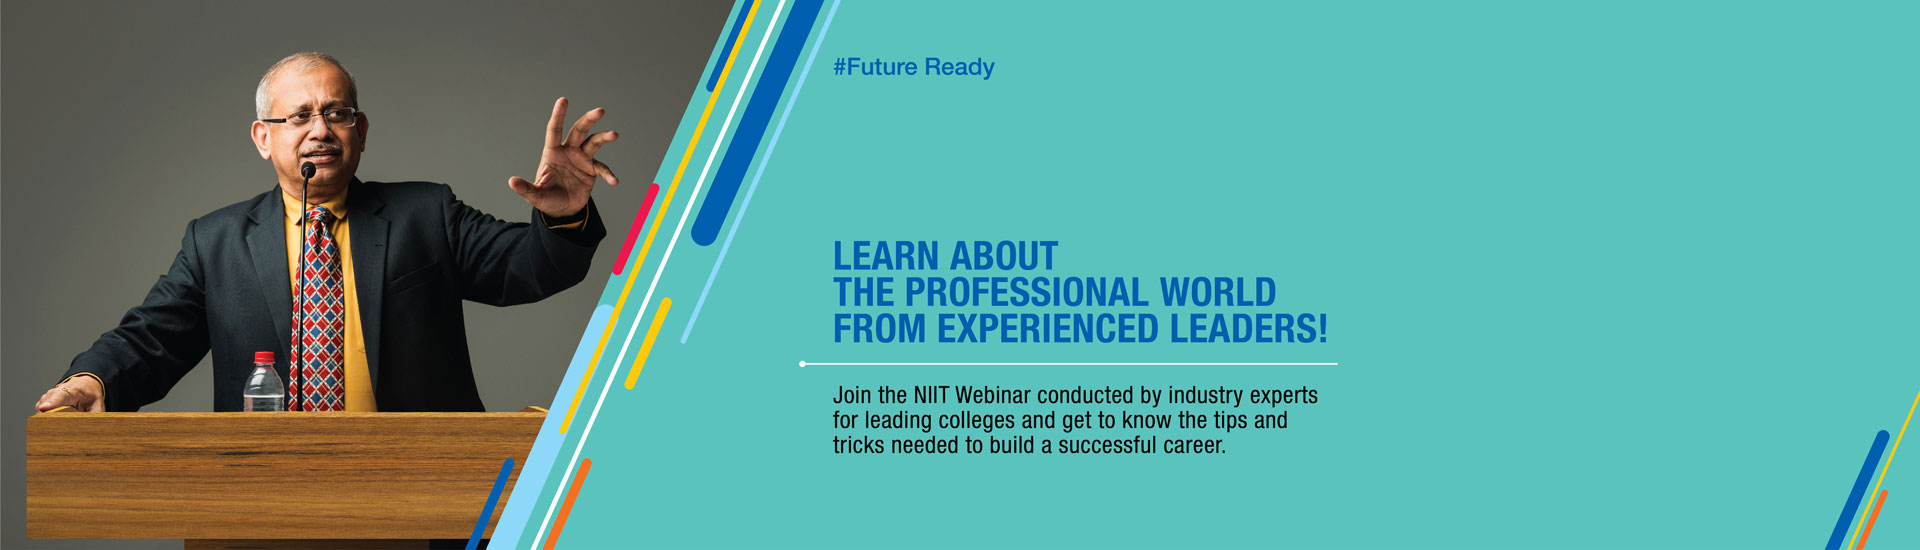 #Future Ready
LEARN ABOUT
THE PROFESSIONAL WORLD
FROM EXPERIENCED LEADERS!
Join the NIIT Webinar conducted by industry experts
for leading colleges and get to know the tips and
tricks needed to build a successful career.